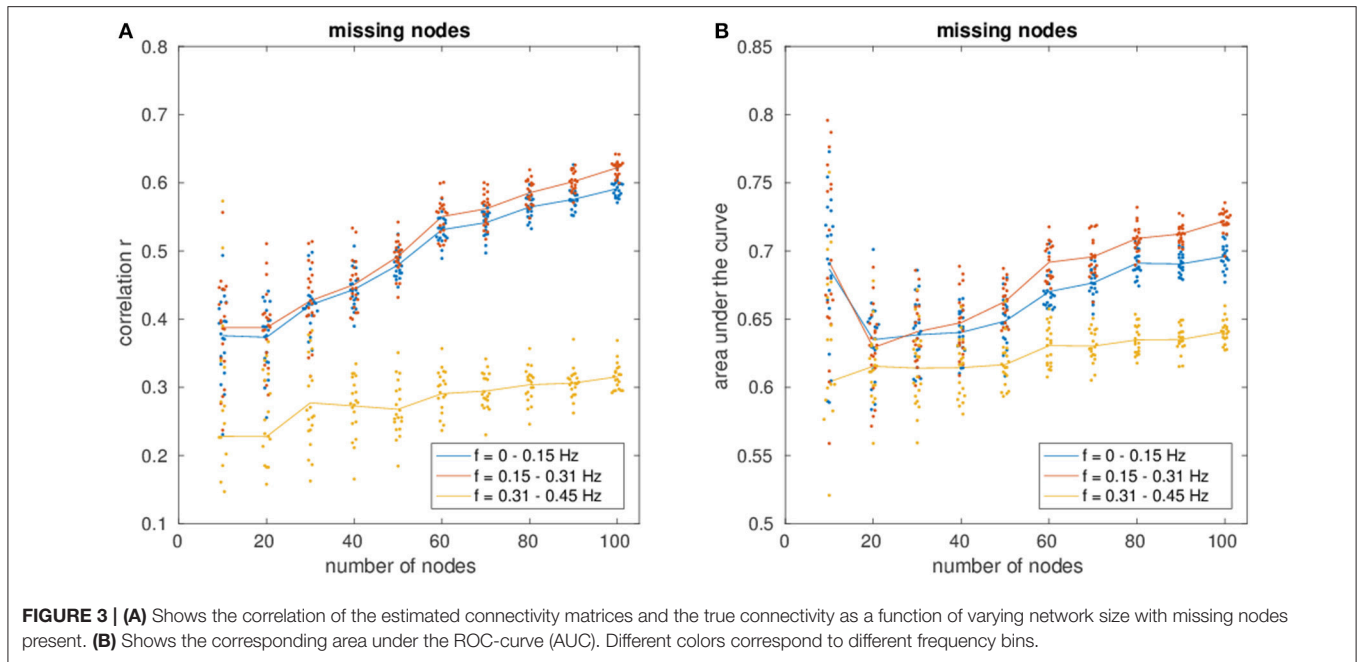 A
missing nodes
0.8
0.7
0.6
0.5
0.4
0.3
0.2
0.1
correlation r
0
20
40
60
80
100
number of nodes
f = 0 - 0.15 Hz
f = 0.15 - 0.31 Hz
f = 0.31 - 0.45 Hz
B
missing nodes
0.85
0.8
0.75
0.7
0.65
0.6
0.55
0.5
area under the curve
0
20
40
60
80
100
number of nodes
f = 0 - 0.15 Hz
f = 0.15 - 0.31 Hz
f = 0.31 - 0.45 Hz
FIGURE 3 | (A) Shows the correlation of the estimated connectivity matrices and the true connectivity as a function of varying network size with missing nodes
present. (B) Shows the corresponding area under the ROC-curve (AUC). Different colors correspond to different frequency bins.